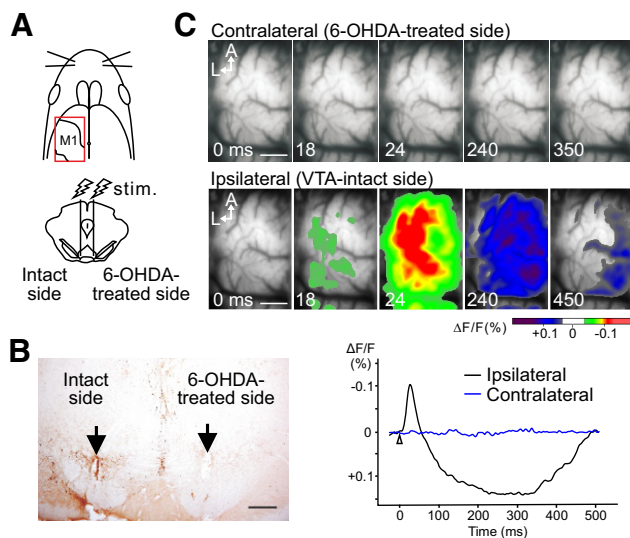 A
M1
stim.
Intact side
6-OHDA-treated side
B
Intact side
6-OHDA-treated side
C
Contralateral (6-OHDA-treated side)
A
L
0 ms 18 24 240 350
Ipsilateral (VTA-intact side)
A
L
0 ms 18 24 240 450
ΔF/F(%) +0.1 0 -0.1
ΔF/F (%)
-0.1
0
+0.1
Ipsilateral
Contralateral
0 100 200 300 400 500
Time (ms)